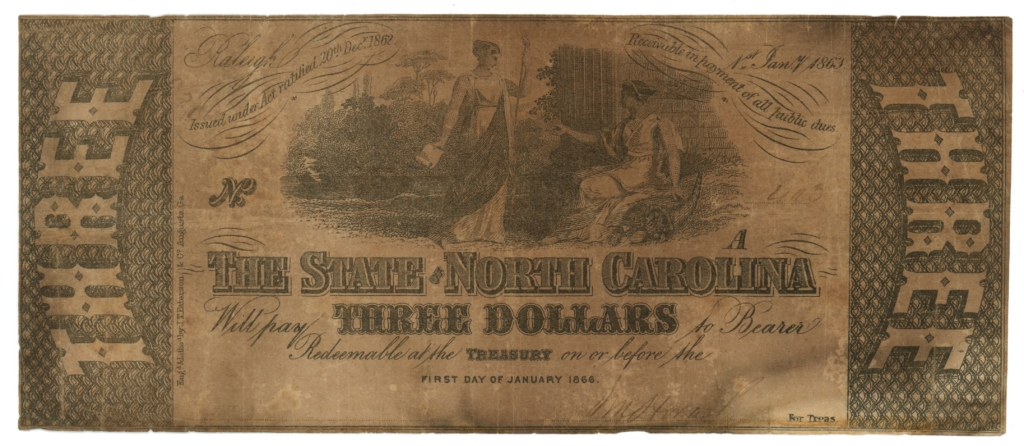 THREE
Raleigh
Issued under Act ratified 20th Decr. 1862
Receivable in payment of all Public dues
1st Jany 1863
THREE
No.
A
THE STATE OF NORTH CAROLINA
Will pay THREE DOLLARS to Bearer
Redeemable at the TREASURY on or before the
FIRST DAY OF JANUARY 1866.
For Treas.